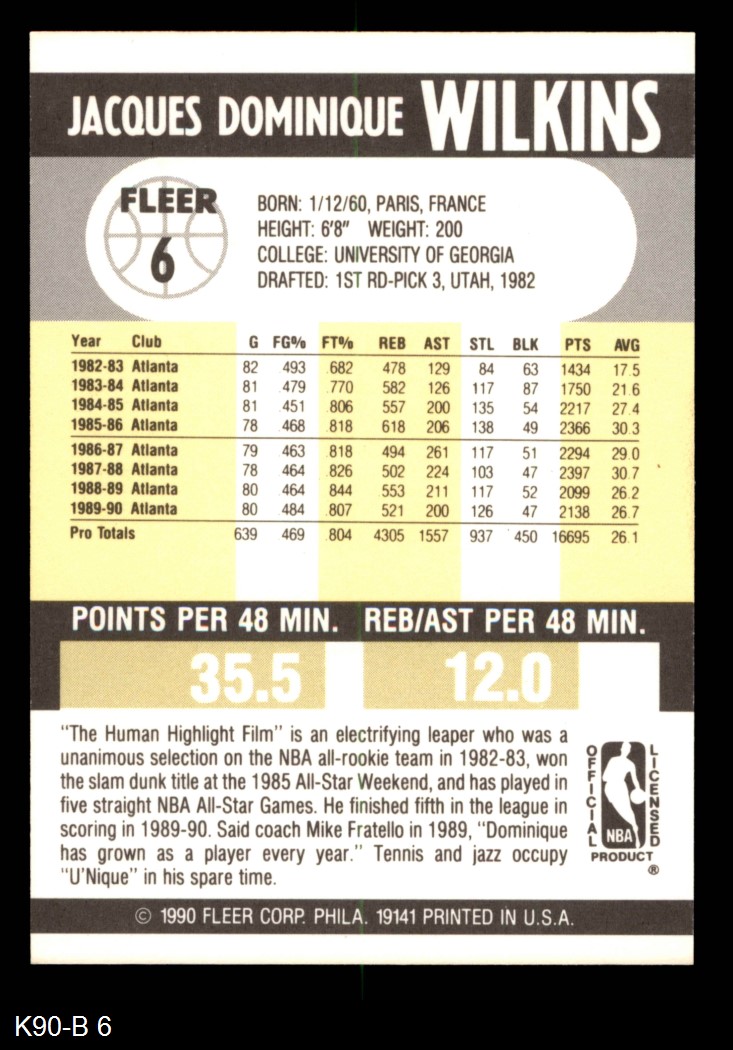 JACQUES DOMINIQUE WILKINS
FLEER
6
BORN: 1/12/60, PARIS, FRANCE
HEIGHT: 6'8" WEIGHT: 200
COLLEGE: UNIVERSITY OF GEORGIA
DRAFTED: 1ST RD-PICK 3, UTAH, 1982
Year Club G FG% FT% REB AST STL BLK PTS AVG
1982-83 Atlanta 82 .493 .682 478 129 84 63 1434 17.5
1983-84 Atlanta 81 .479 .770 582 126 117 87 1750 21.6
1984-85 Atlanta 81 .451 .806 557 200 135 54 2217 27.4
1985-86 Atlanta 78 .468 .818 618 206 138 49 2366 30.3
1986-87 Atlanta 79 .463 .818 494 261 117 51 2294 29.0
1987-88 Atlanta 78 .464 .826 502 224 103 47 2397 30.7
1988-89 Atlanta 80 .464 .844 553 211 117 52 2099 26.2
1989-90 Atlanta 80 .484 .807 521 200 126 47 2138 26.7
Pro Totals 639 .469 .804 4305 1557 937 450 16695 26.1
POINTS PER 48 MIN. REB/AST PER 48 MIN.
35.5 12.0
"The Human Highlight Film" is an electrifying leaper who was a
unanimous selection on the NBA all-rookie team in 1982-83, won
the slam dunk title at the 1985 All-Star Weekend, and has played in
five straight NBA All-Star Games. He finished fifth in the league in
scoring in 1989-90. Said coach Mike Fratello in 1989, "Dominique
has grown as a player every year." Tennis and jazz occupy
"U'Nique" in his spare time.
OFFICIAL
LICENSED
NBA
PRODUCT
®
© 1990 FLEER CORP. PHILA. 19141 PRINTED IN U.S.A.
K90-B 6